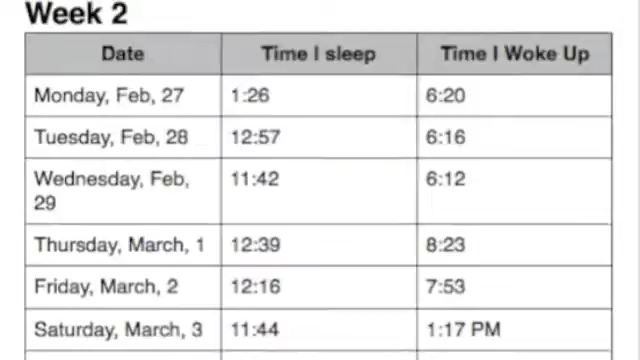 Week 2
Date Time I sleep Time I Woke Up
Monday, Feb, 27 1:26 6:20
Tuesday, Feb, 28 12:57 6:16
Wednesday, Feb, 11:42 6:12
29
Thursday, March, 1 12:39 8:23
Friday, March, 2 12:16 7:53
Saturday, March, 3 11:44 1:17 PM